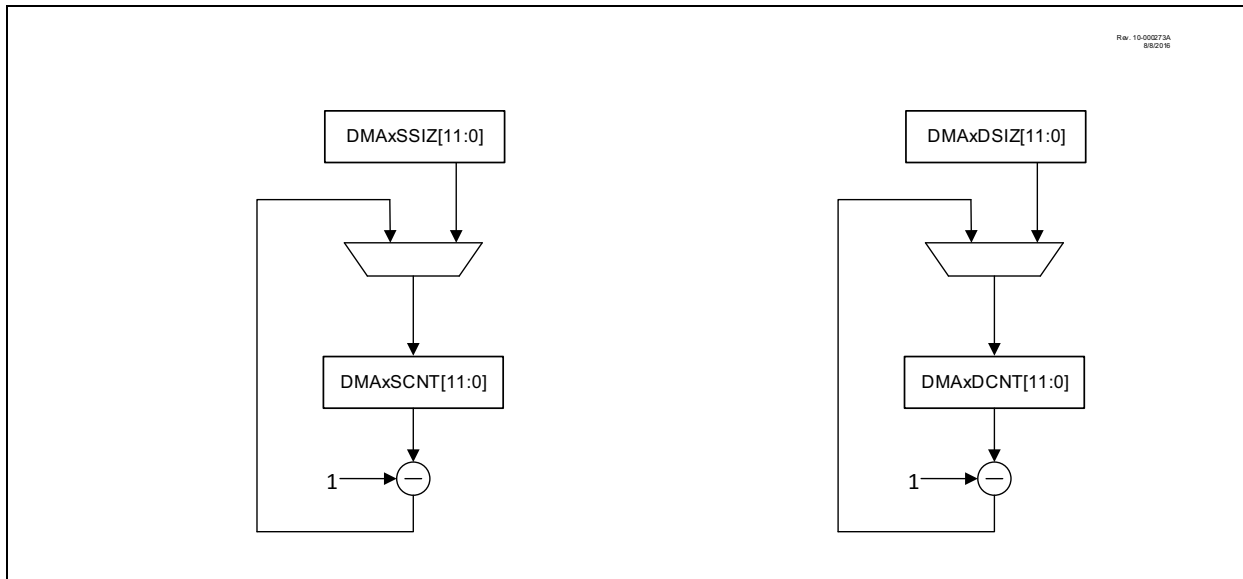 Rev. 10-000273A
8/8/2016
DMAxSSIZ[11:0]
DMAxDSIZ[11:0]
DMAxSCNT[11:0]
DMAxDCNT[11:0]
1
1